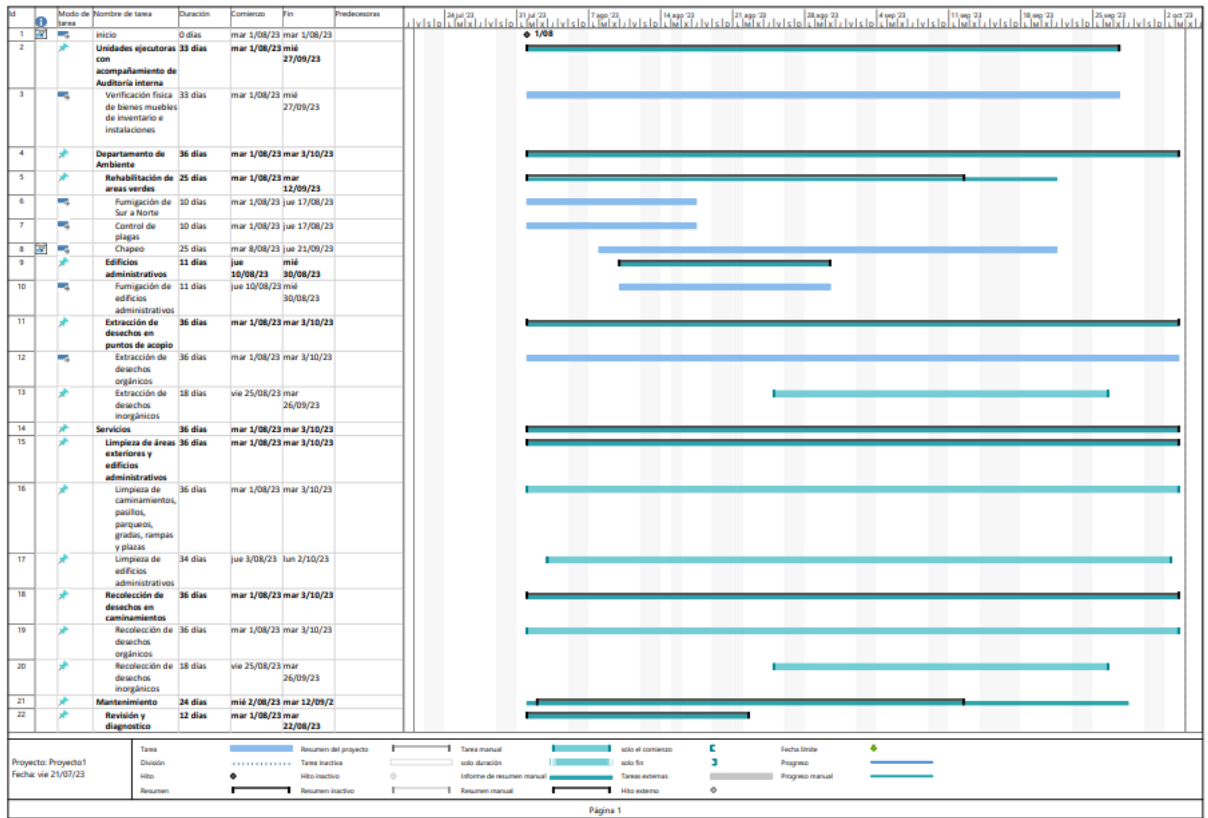 Id
Modo de tarea
Nombre de tarea
Duración
Comienzo
Fin
Predecesoras
24 jul '23
31 jul '23
7 ago '23
14 ago '23
21 ago '23
28 ago '23
4 sep '23
11 sep '23
18 sep '23
25 sep '23
2 oct '23
1 inicio 0 días mar 1/08/23 mar 1/08/23
1/08
2 Unidades ejecutoras 33 días mar 1/08/23 mié
con 27/09/23
acompañamiento de
Auditoría interna
3 Verificación física 33 días mar 1/08/23 mié
de bienes muebles 27/09/23
de inventario e
instalaciones
4 Departamento de 36 días mar 1/08/23 mar 3/10/23
Ambiente
5 Rehabilitación de 25 días mar 1/08/23 mar
areas verdes 12/09/23
6 Fumigación de 10 días mar 1/08/23 jue 17/08/23
Sur a Norte
7 Control de 10 días mar 1/08/23 jue 17/08/23
plagas
8 Chapeo 25 días mar 8/08/23 jue 21/09/23
9 Edificios 11 días jue mié
administrativos 10/08/23 30/08/23
10 Fumigación de 11 días jue 10/08/23 mié
edificios 30/08/23
administrativos
11 Extracción de 36 días mar 1/08/23 mar 3/10/23
desechos en
puntos de acopio
12 Extracción de 36 días mar 1/08/23 mar 3/10/23
desechos
orgánicos
13 Extracción de 18 días vie 25/08/23 mar
desechos 26/09/23
inorgánicos
14 Servicios 36 días mar 1/08/23 mar 3/10/23
15 Limpieza de áreas 36 días mar 1/08/23 mar 3/10/23
exteriores y
edificios
administrativos
16 Limpieza de 36 días mar 1/08/23 mar 3/10/23
caminamientos,
pasillos,
parqueos,
gradas, rampas
y plazas
17 Limpieza de 34 días jue 3/08/23 lun 2/10/23
edificios
administrativos
18 Recolección de 36 días mar 1/08/23 mar 3/10/23
desechos en
caminamientos
19 Recolección de 36 días mar 1/08/23 mar 3/10/23
desechos
orgánicos
20 Recolección de 18 días vie 25/08/23 mar
desechos 26/09/23
inorgánicos
21 Mantenimiento 24 días mié 2/08/23 mar 12/09/2
22 Revisión y 12 días mar 1/08/23 mar
diagnostico 22/08/23
Proyecto: Proyecto1
Fecha: vie 21/07/23
Tarea
División
Hito
Resumen
Resumen del proyecto
Tarea inactiva
Hito inactivo
Resumen inactivo
Tarea manual
solo duración
Informe de resumen manual
Resumen manual
solo el comienzo
solo fin
Tareas externas
Hito externo
Fecha límite
Progreso
Progreso manual
Página 1